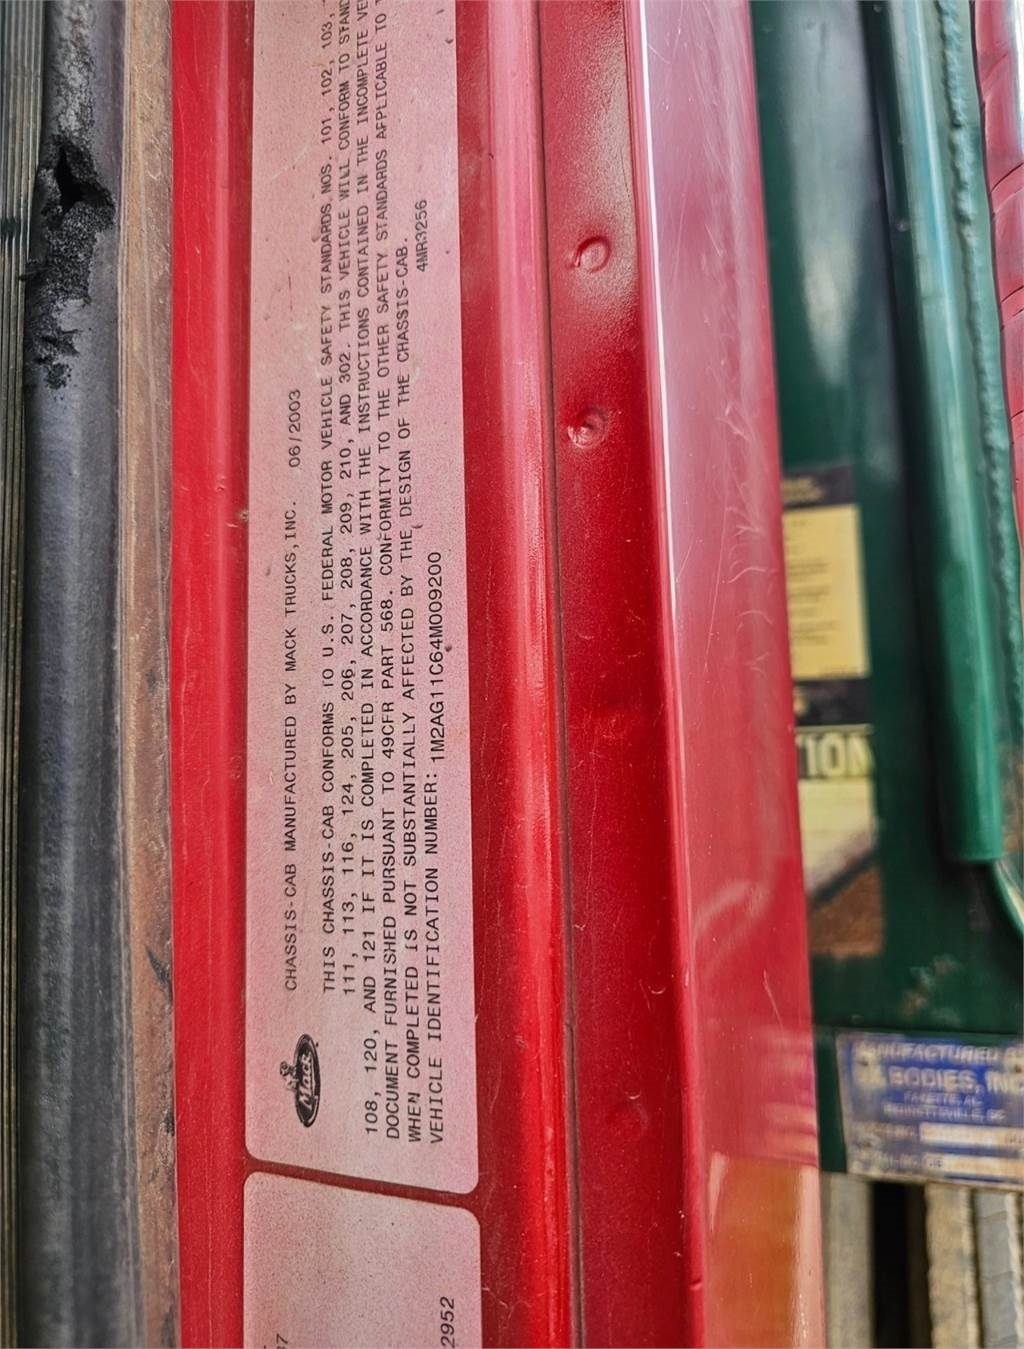 CHASSIS-CAB MANUFACTURED BY MACK TRUCKS, INC. 06/2003
THIS CHASSIS-CAB CONFORMS TO U.S. FEDERAL MOTOR VEHICLE SAFETY STANDARDS NOS. 101, 102, 103,
111, 113, 116, 124, 205, 206, 207, 208, 209, 210, AND 302. THIS VEHICLE WILL CONFORM TO STAND
108, 120, AND 121 IF IT IS COMPLETED IN ACCORDANCE WITH THE INSTRUCTIONS CONTAINED IN THE INCOMPLETE VE
DOCUMENT FURNISHED PURSUANT TO 49CFR PART 568. CONFORMITY TO THE OTHER SAFETY STANDARDS APPLICABLE TO
WHEN COMPLETED IS NOT SUBSTANTIALLY AFFECTED BY THE DESIGN OF THE CHASSIS-CAB.
VEHICLE IDENTIFICATION NUMBER: 1M2AG11C64M009200 4MR3256
Mack
2952
TION
MANUFACTURED
BODIES, INC